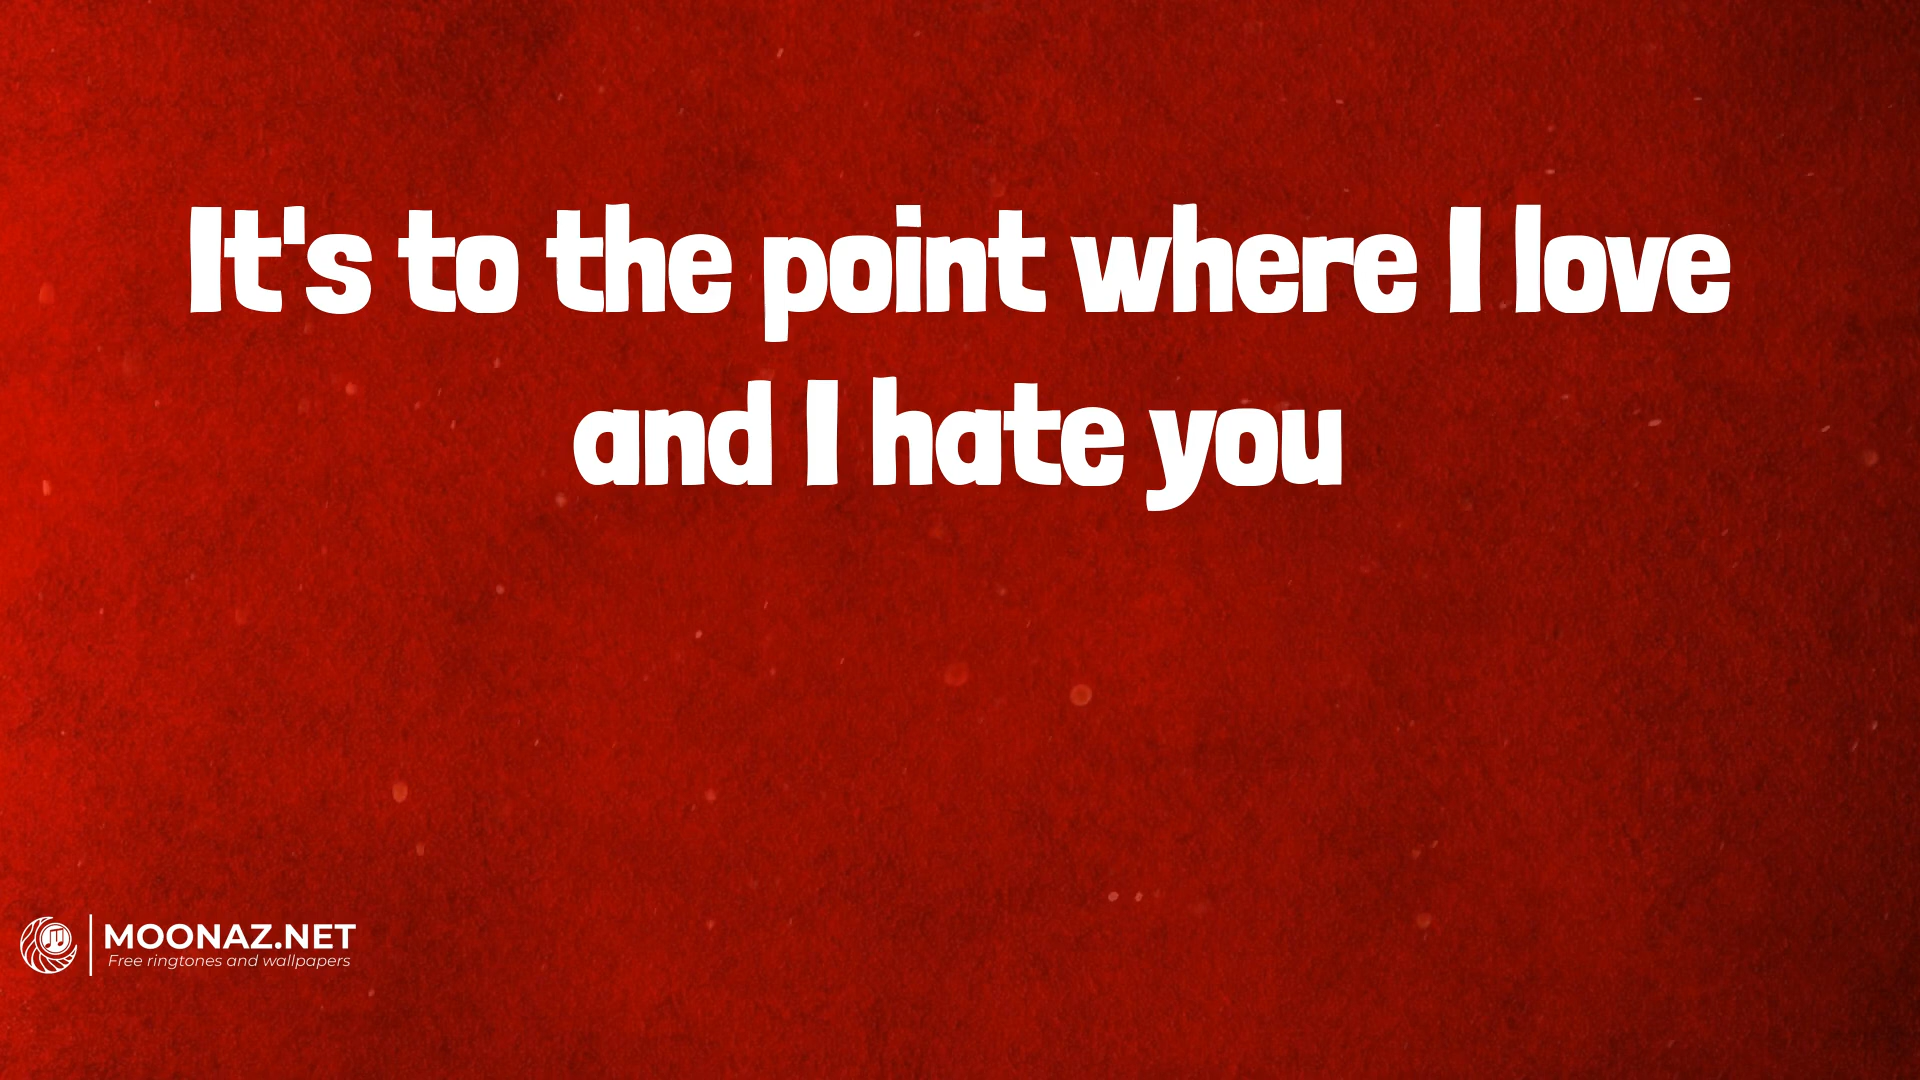 It's to the point where I love
and I hate you
MOONAZ.NET
Free ringtones and wallpapers